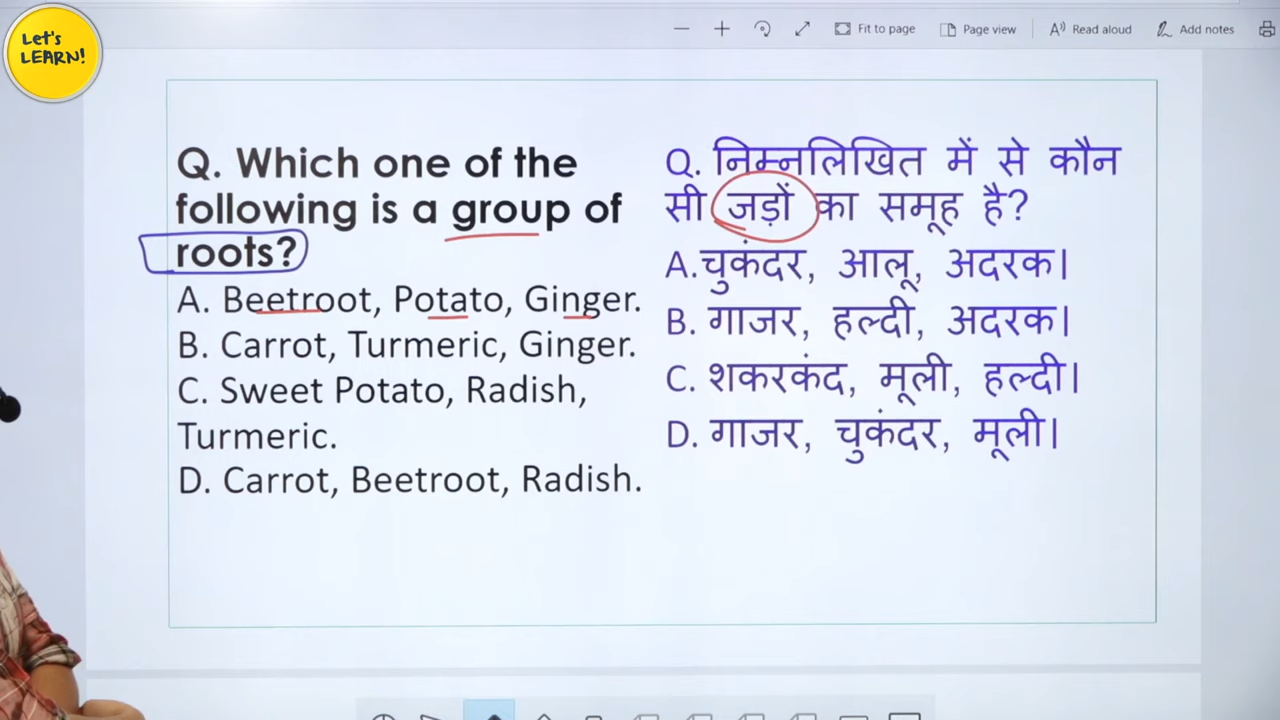 Let's
LEARN!
Fit to page
Page view
Read aloud
Add notes
Q. Which one of the
following is a group of
roots?
A. Beetroot, Potato, Ginger.
B. Carrot, Turmeric, Ginger.
C. Sweet Potato, Radish,
Turmeric.
D. Carrot, Beetroot, Radish.
Q. निम्नलिखित में से कौन
सी जड़ों का समूह है?
A.चुकंदर, आलू, अदरक।
B. गाजर, हल्दी, अदरक।
C. शकरकंद, मूली, हल्दी।
D. गाजर, चुकंदर, मूली।